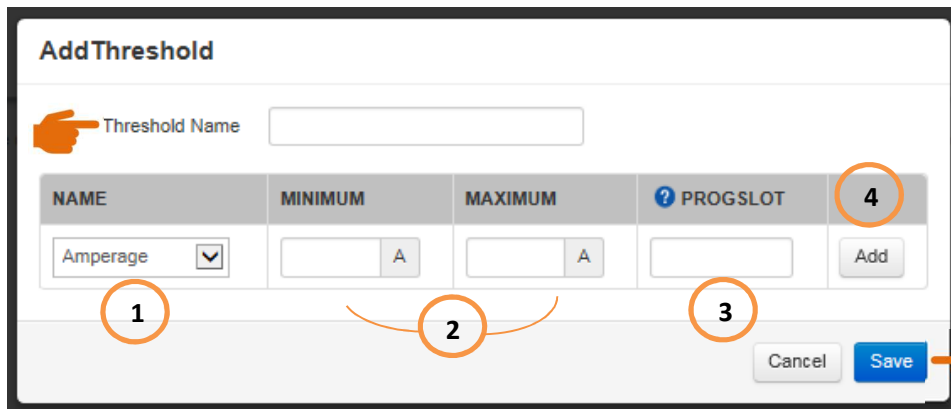 AddThreshold
Threshold Name
NAME MINIMUM MAXIMUM ? PROGSLOT 4
Amperage A A Add
1 2 3
Cancel Save